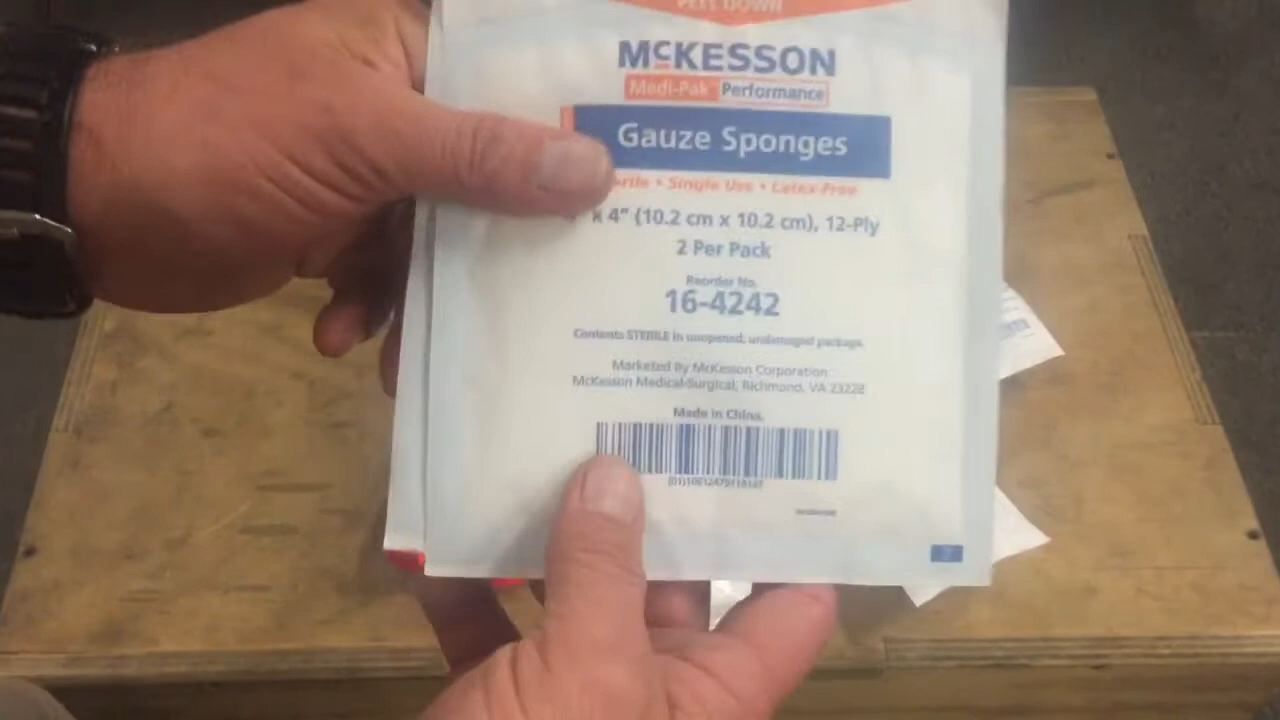 PEEL DOWN
McKESSON
Medi-Pak Performance
Gauze Sponges
Single Use • Latex-Free
x 4" (10.2 cm x 10.2 cm), 12-Ply
2 Per Pack
Reorder No.
16-4242
Contents STERILE in unopened, undamaged package.
Marketed By McKesson Corporation
McKesson Medical-Surgical, Richmond, VA 23228
Made in China.